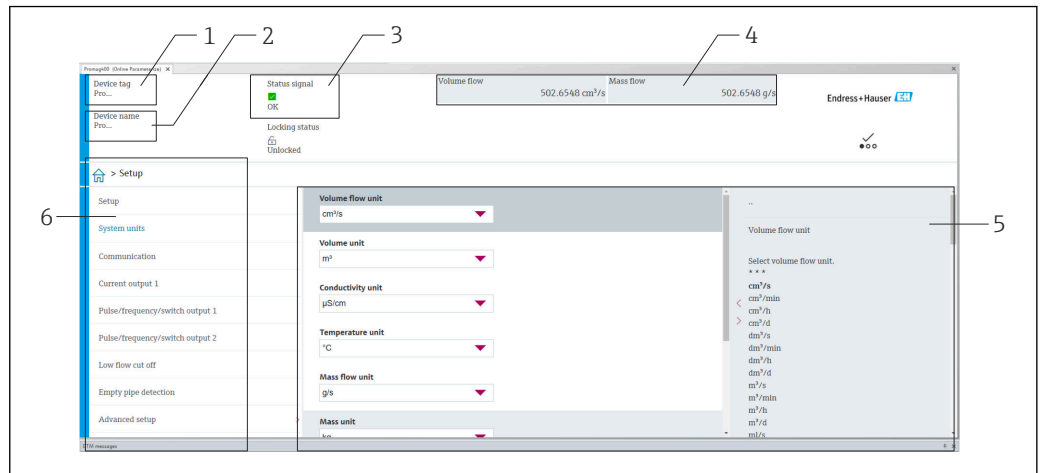 1
2
3
4
Promag400 (Online Parameterize) X
Device tag
Pro...
Status signal
OK
Volume flow
502.6548 cm³/s
Mass flow
502.6548 g/s
Endress+Hauser EH
Device name
Pro...
Locking status
Unlocked
> Setup
6
5
Setup
System units
Communication
Current output 1
Pulse/frequency/switch output 1
Pulse/frequency/switch output 2
Low flow cut off
Empty pipe detection
Advanced setup
Volume flow unit
cm³/s
Volume unit
m³
Conductivity unit
µS/cm
Temperature unit
°C
Mass flow unit
g/s
Mass unit
kg
..
Volume flow unit
Select volume flow unit.
* * *
cm³/s
cm³/min
cm³/h
cm³/d
dm³/s
dm³/min
dm³/h
dm³/d
m³/s
m³/min
m³/h
m³/d
ml/s
DTM messages